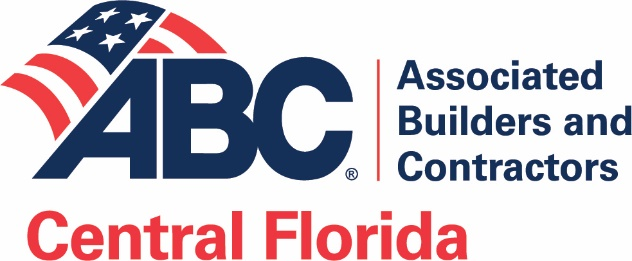 ABC®
Associated
Builders and
Contractors
Central Florida